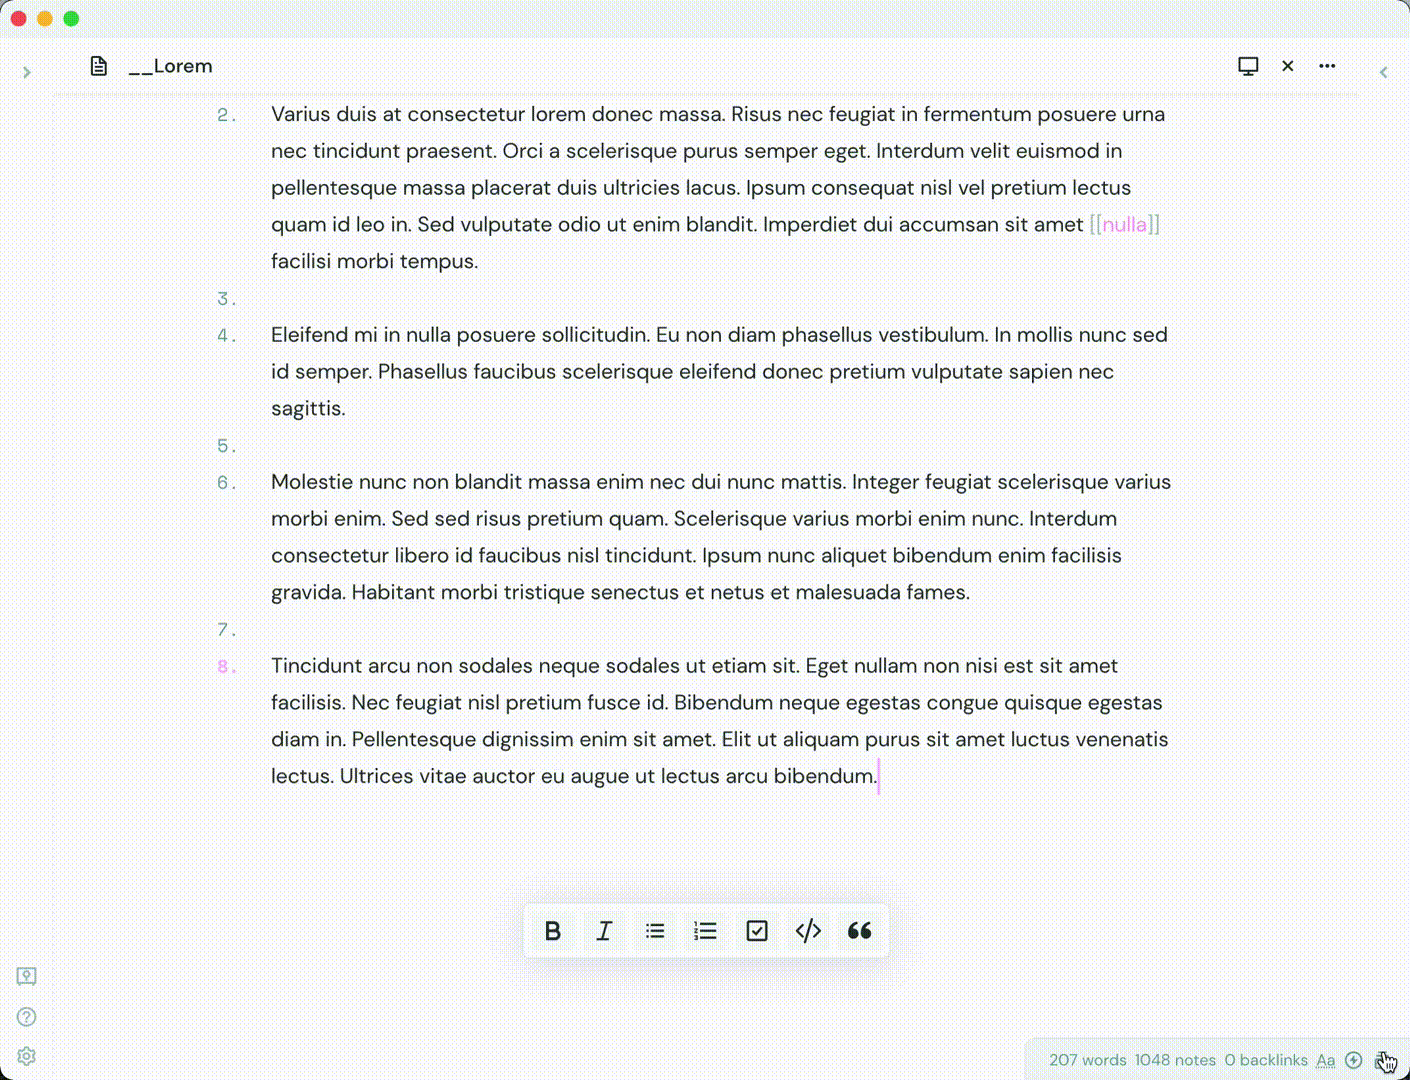 __Lorem
2. Varius duis at consectetur lorem donec massa. Risus nec feugiat in fermentum posuere urna
nec tincidunt praesent. Orci a scelerisque purus semper eget. Interdum velit euismod in
pellentesque massa placerat duis ultricies lacus. Ipsum consequat nisl vel pretium lectus
quam id leo in. Sed vulputate odio ut enim blandit. Imperdiet dui accumsan sit amet [[nulla]]
facilisi morbi tempus.
3.
4. Eleifend mi in nulla posuere sollicitudin. Eu non diam phasellus vestibulum. In mollis nunc sed
id semper. Phasellus faucibus scelerisque eleifend donec pretium vulputate sapien nec
sagittis.
5.
6. Molestie nunc non blandit massa enim nec dui nunc mattis. Integer feugiat scelerisque varius
morbi enim. Sed sed risus pretium quam. Scelerisque varius morbi enim nunc. Interdum
consectetur libero id faucibus nisl tincidunt. Ipsum nunc aliquet bibendum enim facilisis
gravida. Habitant morbi tristique senectus et netus et malesuada fames.
7.
8. Tincidunt arcu non sodales neque sodales ut etiam sit. Eget nullam non nisi est sit amet
facilisis. Nec feugiat nisl pretium fusce id. Bibendum neque egestas congue quisque egestas
diam in. Pellentesque dignissim enim sit amet. Elit ut aliquam purus sit amet luctus venenatis
lectus. Ultrices vitae auctor eu augue ut lectus arcu bibendum.
207 words 1048 notes 0 backlinks Aa